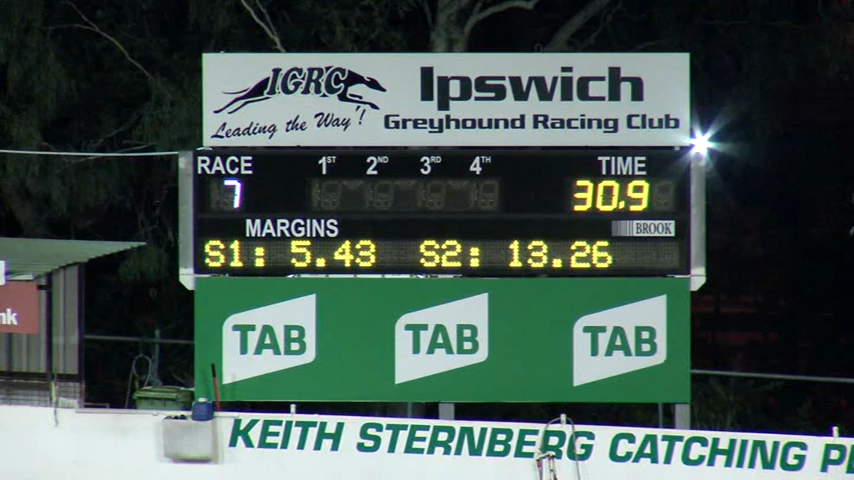 IGRC
Leading the Way!
Ipswich
Greyhound Racing Club
RACE 1ST 2ND 3RD 4TH TIME
7 30.9
MARGINS BROOK
S1: 5.43 S2: 13.26
TAB TAB TAB
KEITH STERNBERG CATCHING